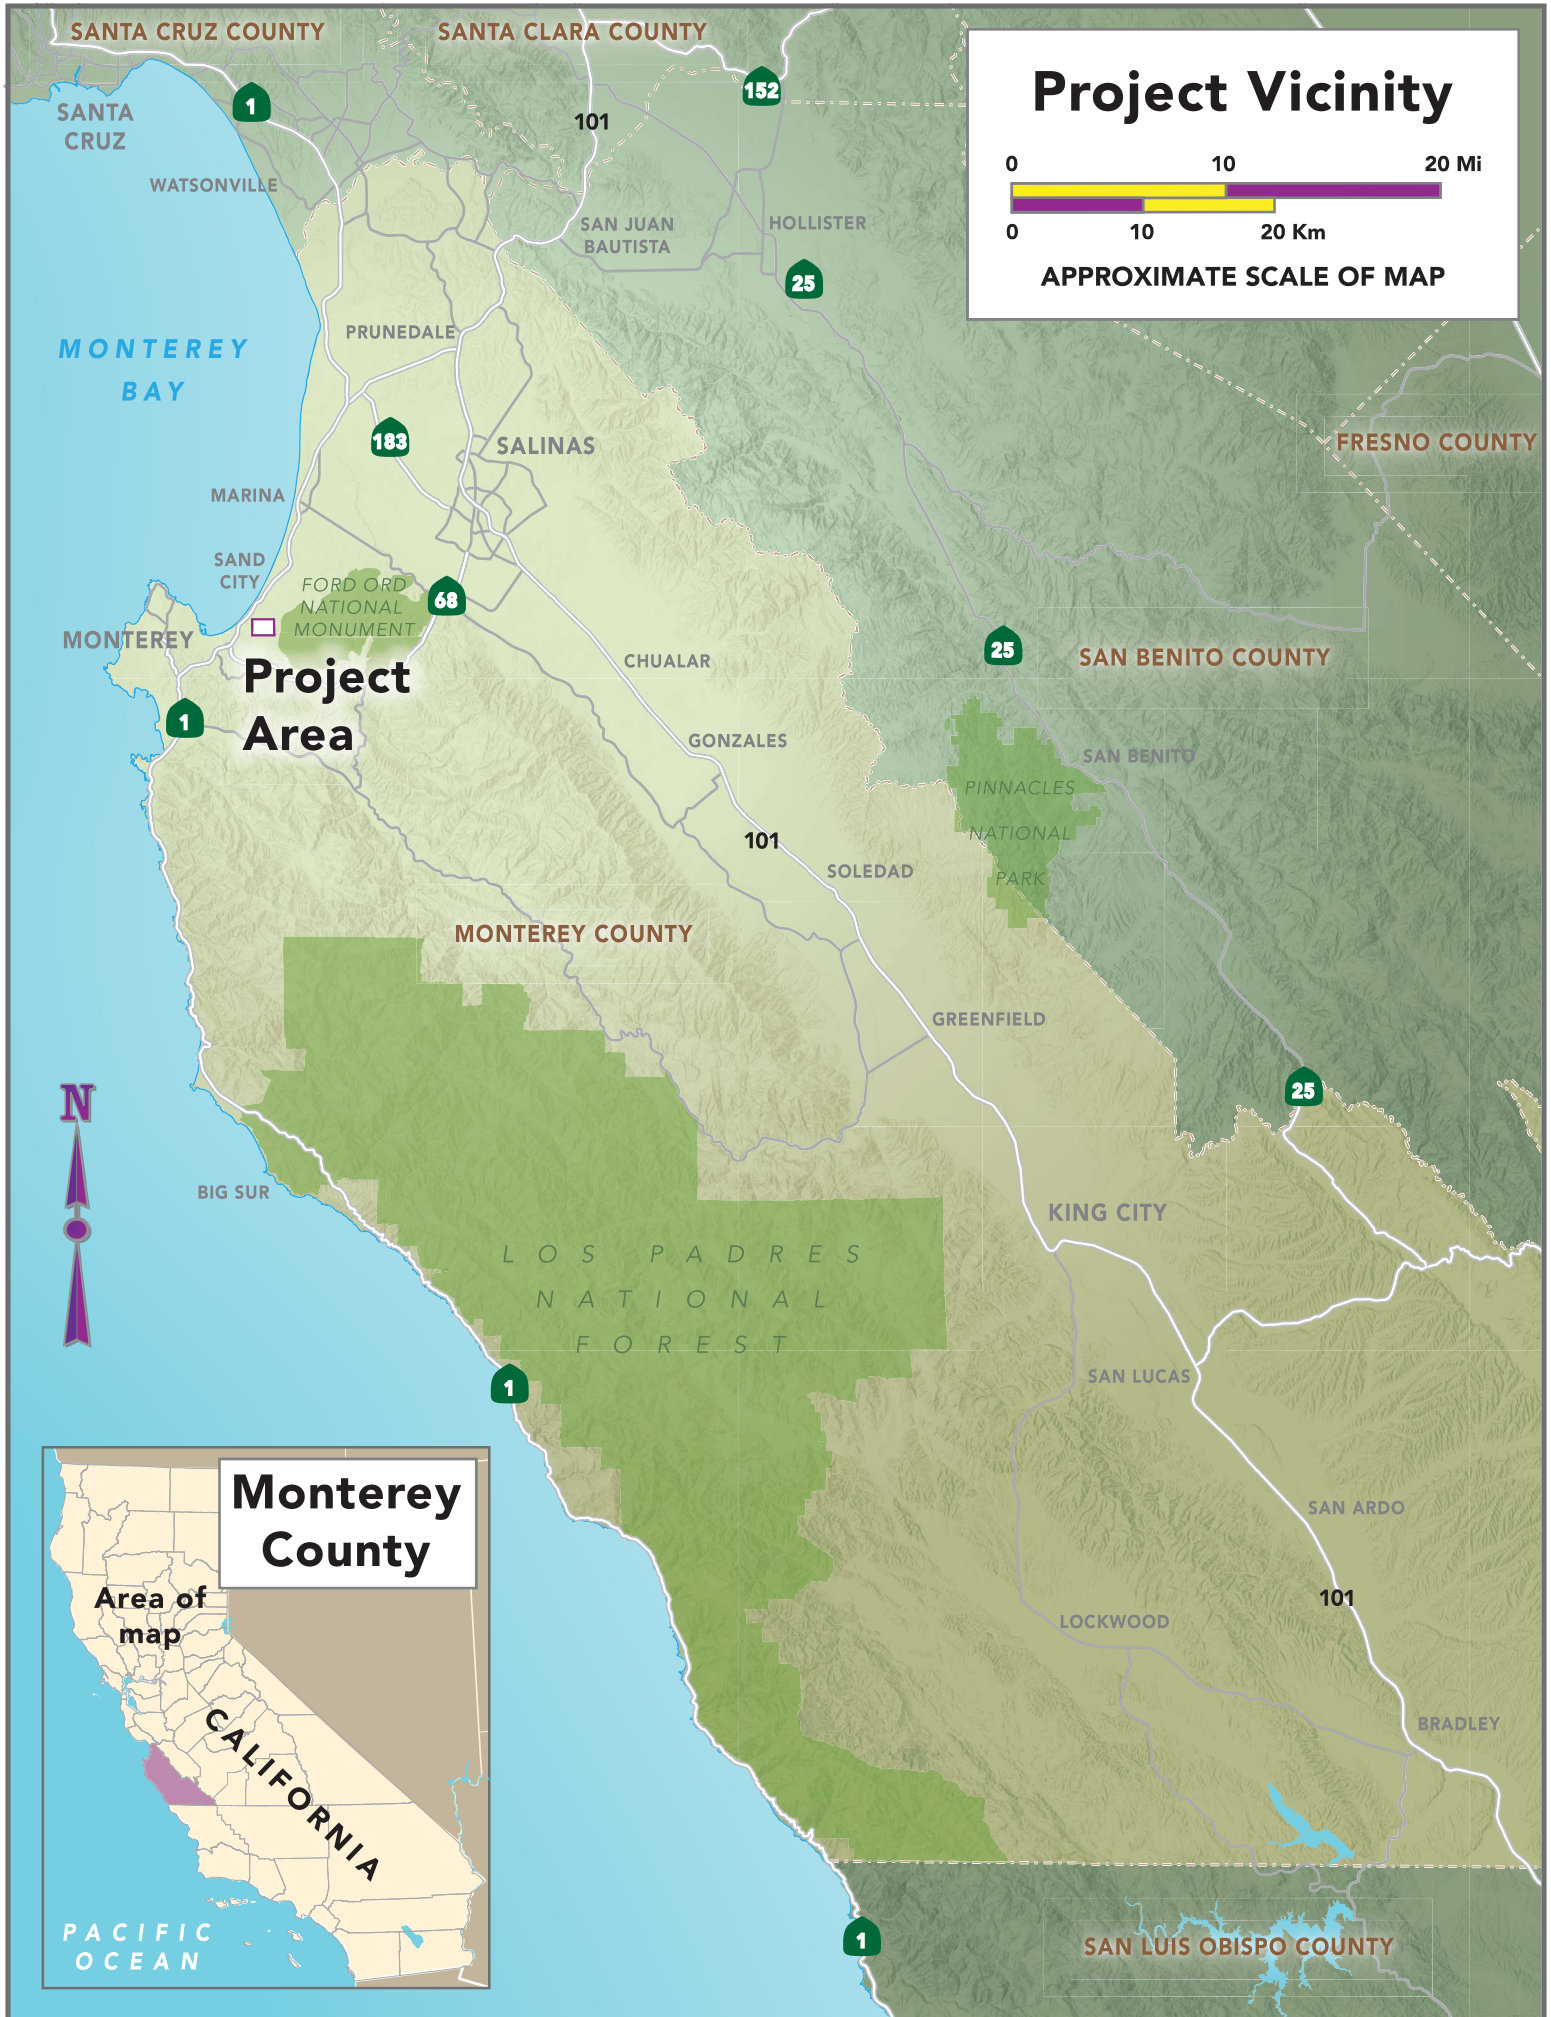 SANTA CRUZ COUNTY
SANTA CLARA COUNTY
152
1
101
SANTA
CRUZ
WATSONVILLE
SAN JUAN
BAUTISTA
HOLLISTER
25
Project Vicinity
0 10 20 Mi
0 10 20 Km
APPROXIMATE SCALE OF MAP
MONTEREY
BAY
PRUNEDALE
183
SALINAS
FRESNO COUNTY
MARINA
SAND
CITY
FORD ORD
NATIONAL
MONUMENT
68
MONTEREY
Project
Area
1
CHUALAR
25
SAN BENITO COUNTY
GONZALES
SAN BENITO
PINNACLES
NATIONAL
PARK
101
SOLEDAD
MONTEREY COUNTY
GREENFIELD
25
N
BIG SUR
KING CITY
LOS PADRES
NATIONAL
FOREST
1
SAN LUCAS
SAN ARDO
101
LOCKWOOD
BRADLEY
Monterey
County
Area of
map
CALIFORNIA
PACIFIC
OCEAN
1
SAN LUIS OBISPO COUNTY